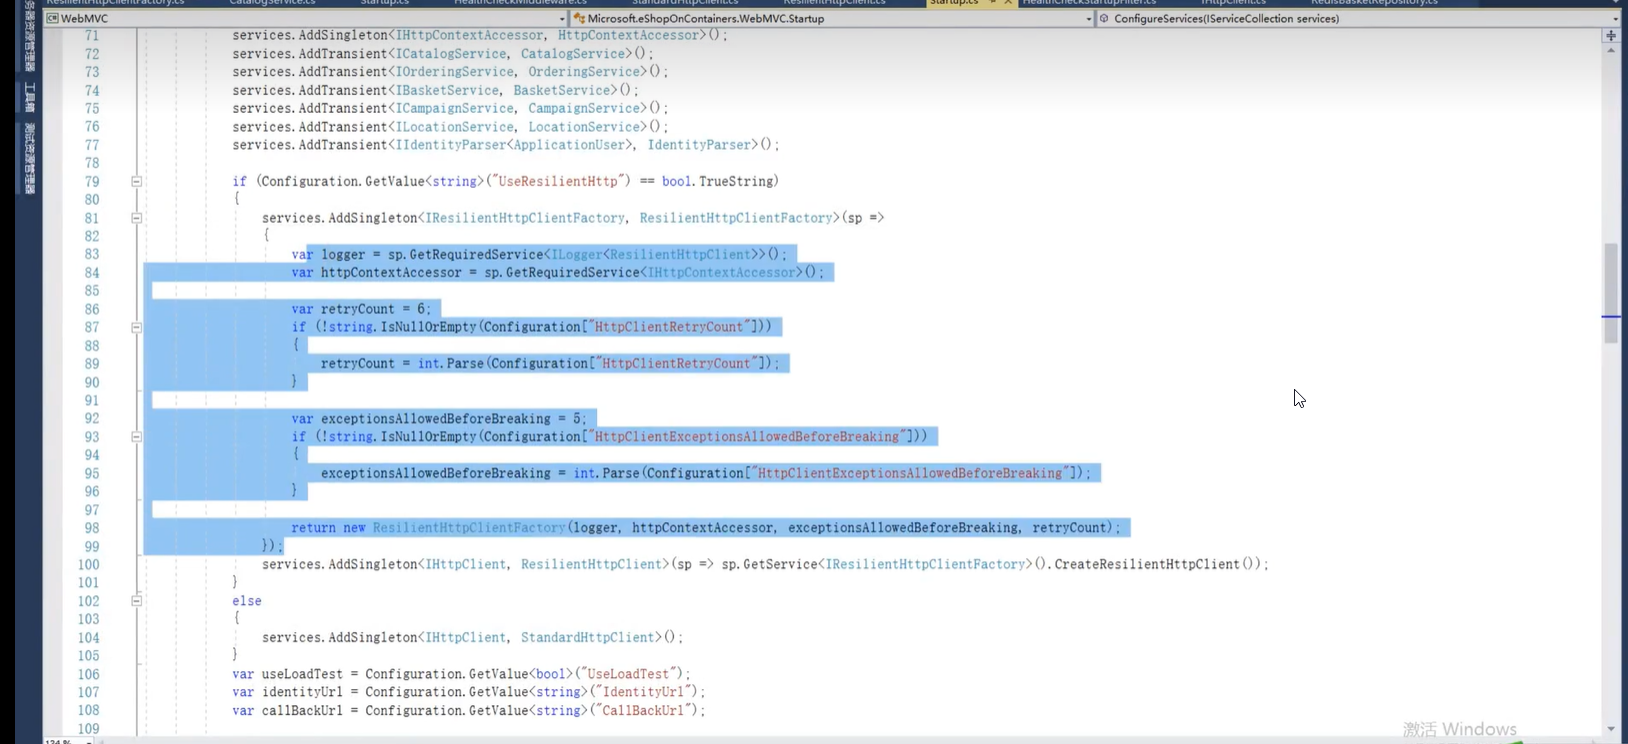 ResilientHttpClientFactory.cs CatalogService.cs Startup.cs HealthCheckMiddleware.cs StandardHttpClient.cs ResilientHttpClient.cs Startup.cs HealthCheckStartupFilter.cs IHttpClient.cs RedisBasketRepository.cs
WebMVC Microsoft.eShopOnContainers.WebMVC.Startup ConfigureServices(IServiceCollection services)
71 services.AddSingleton<IHttpContextAccessor, HttpContextAccessor>();
72 services.AddTransient<ICatalogService, CatalogService>();
73 services.AddTransient<IOrderingService, OrderingService>();
74 services.AddTransient<IBasketService, BasketService>();
75 services.AddTransient<ICampaignService, CampaignService>();
76 services.AddTransient<ILocationService, LocationService>();
77 services.AddTransient<IIdentityParser<ApplicationUser>, IdentityParser>();
78
79 if (Configuration.GetValue<string>("UseResilientHttp") == bool.TrueString)
80 {
81 services.AddSingleton<IResilientHttpClientFactory, ResilientHttpClientFactory>(sp =>
82 {
83 var logger = sp.GetRequiredService<ILogger<ResilientHttpClient>>();
84 var httpContextAccessor = sp.GetRequiredService<IHttpContextAccessor>();
85
86 var retryCount = 6;
87 if (!string.IsNullOrEmpty(Configuration["HttpClientRetryCount"]))
88 {
89 retryCount = int.Parse(Configuration["HttpClientRetryCount"]);
90 }
91
92 var exceptionsAllowedBeforeBreaking = 5;
93 if (!string.IsNullOrEmpty(Configuration["HttpClientExceptionsAllowedBeforeBreaking"]))
94 {
95 exceptionsAllowedBeforeBreaking = int.Parse(Configuration["HttpClientExceptionsAllowedBeforeBreaking"]);
96 }
97
98 return new ResilientHttpClientFactory(logger, httpContextAccessor, exceptionsAllowedBeforeBreaking, retryCount);
99 });
100 services.AddSingleton<IHttpClient, ResilientHttpClient>(sp => sp.GetService<IResilientHttpClientFactory>().CreateResilientHttpClient());
101 }
102 else
103 {
104 services.AddSingleton<IHttpClient, StandardHttpClient>();
105 }
106 var useLoadTest = Configuration.GetValue<bool>("UseLoadTest");
107 var identityUrl = Configuration.GetValue<string>("IdentityUrl");
108 var callBackUrl = Configuration.GetValue<string>("CallBackUrl");
109
激活 Windows